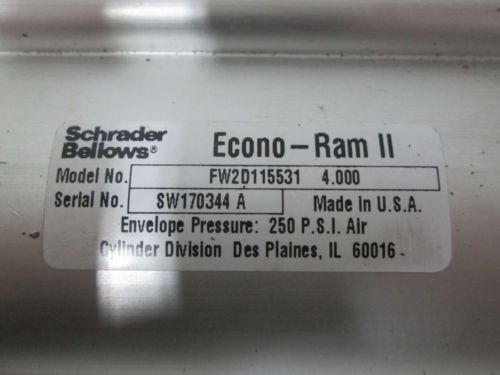 Schrader Bellows® Econo-Ram II
Model No. FW2D115531 4.000
Serial No. SW170344 A Made in U.S.A.
Envelope Pressure: 250 P.S.I. Air
Cylinder Division Des Plaines, IL 60016